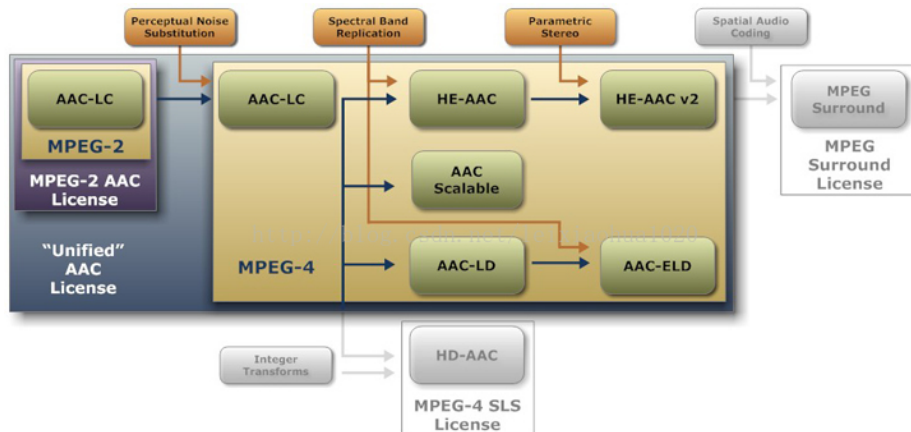 Perceptual Noise
Substitution
Spectral Band
Replication
Parametric
Stereo
Spatial Audio
Coding
AAC-LC
MPEG-2
MPEG-2 AAC
License
"Unified"
AAC
License
AAC-LC
HE-AAC
HE-AAC v2
AAC
Scalable
MPEG-4
AAC-LD
AAC-ELD
MPEG
Surround
MPEG
Surround
License
Integer
Transforms
HD-AAC
MPEG-4 SLS
License